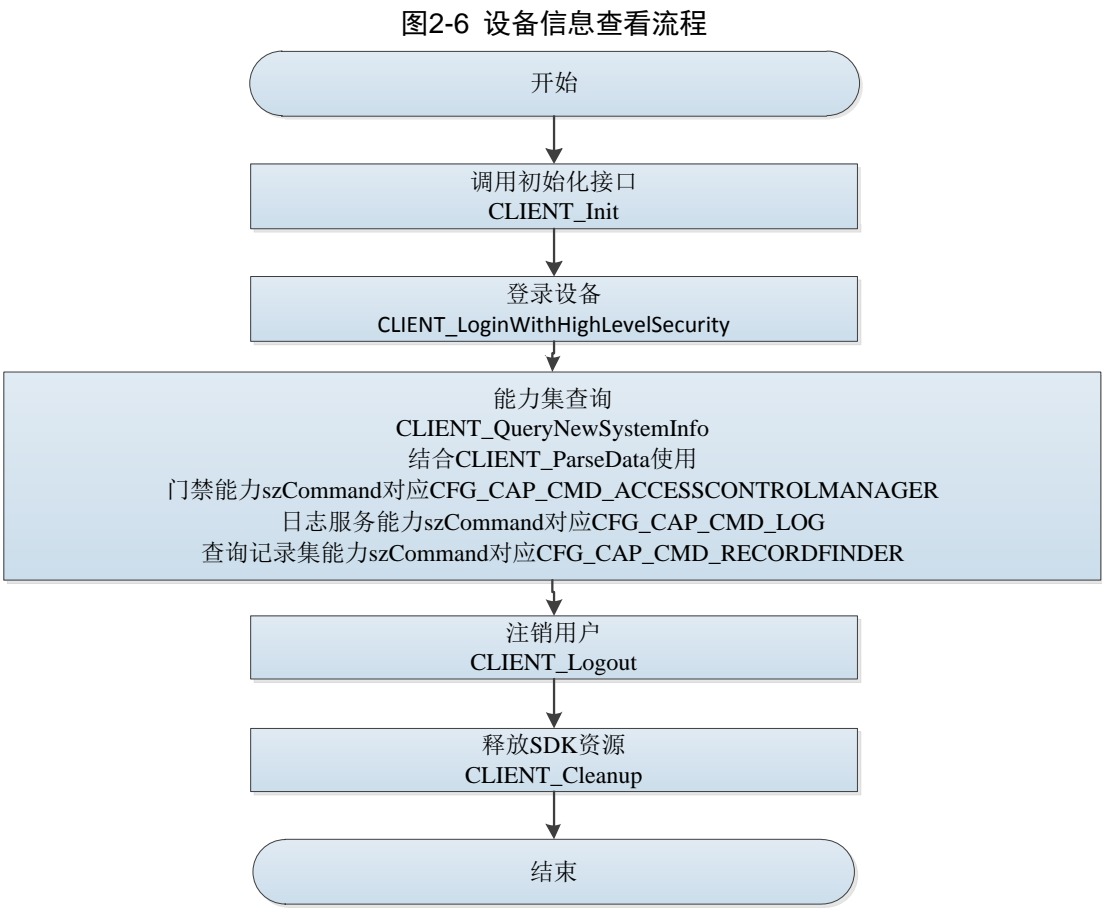 图2-6 设备信息查看流程
开始
调用初始化接口
CLIENT_Init
登录设备
CLIENT_LoginWithHighLevelSecurity
能力集查询
CLIENT_QueryNewSystemInfo
结合CLIENT_ParseData使用
门禁能力szCommand对应CFG_CAP_CMD_ACCESSCONTROLMANAGER
日志服务能力szCommand对应CFG_CAP_CMD_LOG
查询记录集能力szCommand对应CFG_CAP_CMD_RECORDFINDER
注销用户
CLIENT_Logout
释放SDK资源
CLIENT_Cleanup
结束